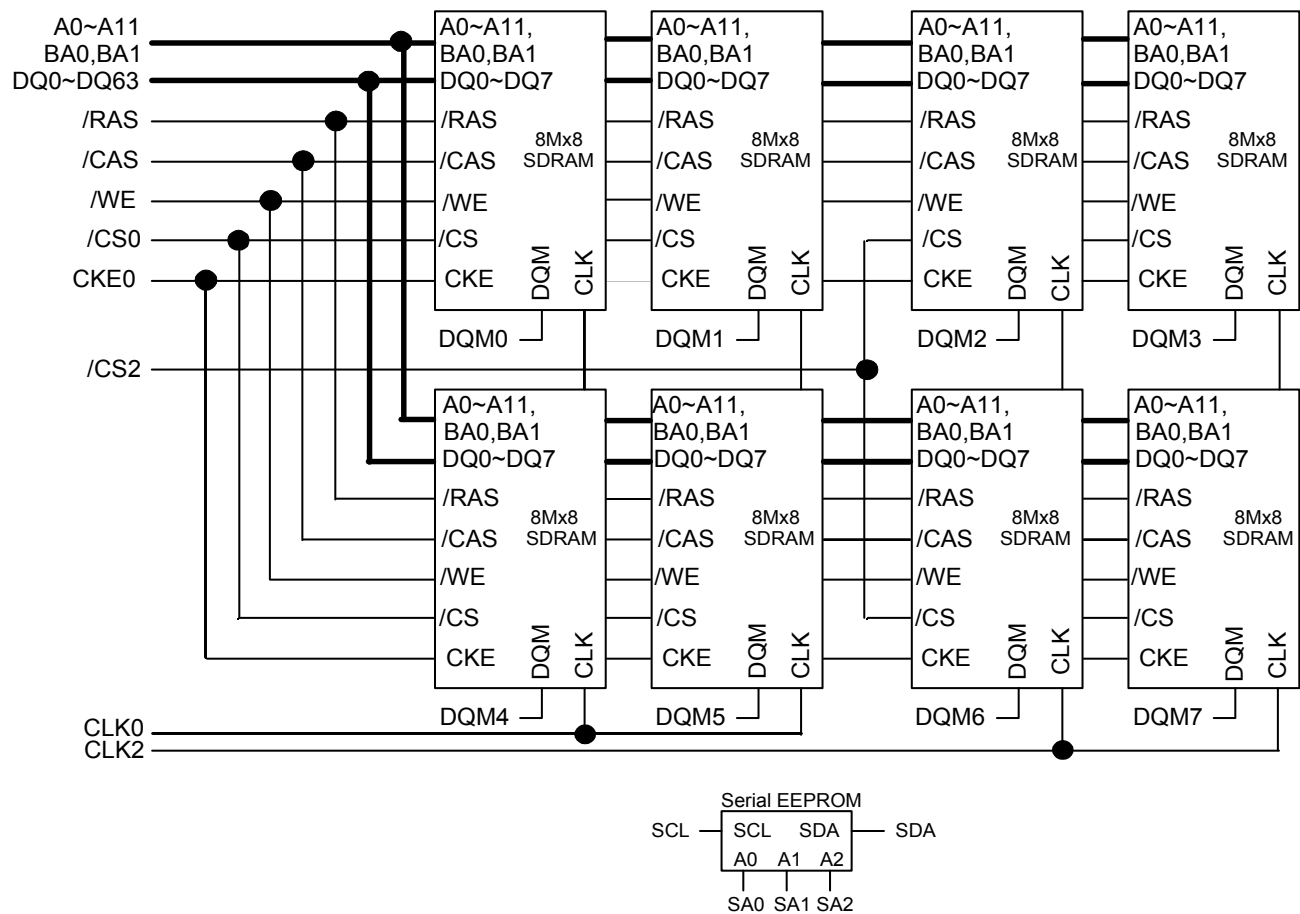 A0~A11
BA0,BA1
DQ0~DQ63
/RAS
/CAS
/WE
/CS0
CKE0
/CS2
CLK0
CLK2
A0~A11,
BA0,BA1
DQ0~DQ7
/RAS
8Mx8
SDRAM
/CAS
/WE
/CS
CKE
DQM
CLK
DQM0
A0~A11,
BA0,BA1
DQ0~DQ7
/RAS
8Mx8
SDRAM
/CAS
/WE
/CS
CKE
DQM
CLK
DQM1
A0~A11,
BA0,BA1
DQ0~DQ7
/RAS
8Mx8
SDRAM
/CAS
/WE
/CS
CKE
DQM
CLK
DQM2
A0~A11,
BA0,BA1
DQ0~DQ7
/RAS
8Mx8
SDRAM
/CAS
/WE
/CS
CKE
DQM
CLK
DQM3
A0~A11,
BA0,BA1
DQ0~DQ7
/RAS
8Mx8
SDRAM
/CAS
/WE
/CS
CKE
DQM
CLK
DQM4
A0~A11,
BA0,BA1
DQ0~DQ7
/RAS
8Mx8
SDRAM
/CAS
/WE
/CS
CKE
DQM
CLK
DQM5
A0~A11,
BA0,BA1
DQ0~DQ7
/RAS
8Mx8
SDRAM
/CAS
/WE
/CS
CKE
DQM
CLK
DQM6
A0~A11,
BA0,BA1
DQ0~DQ7
/RAS
8Mx8
SDRAM
/CAS
/WE
/CS
CKE
DQM
CLK
DQM7
Serial EEPROM
SCL SCL SDA SDA
A0 A1 A2
SA0 SA1 SA2